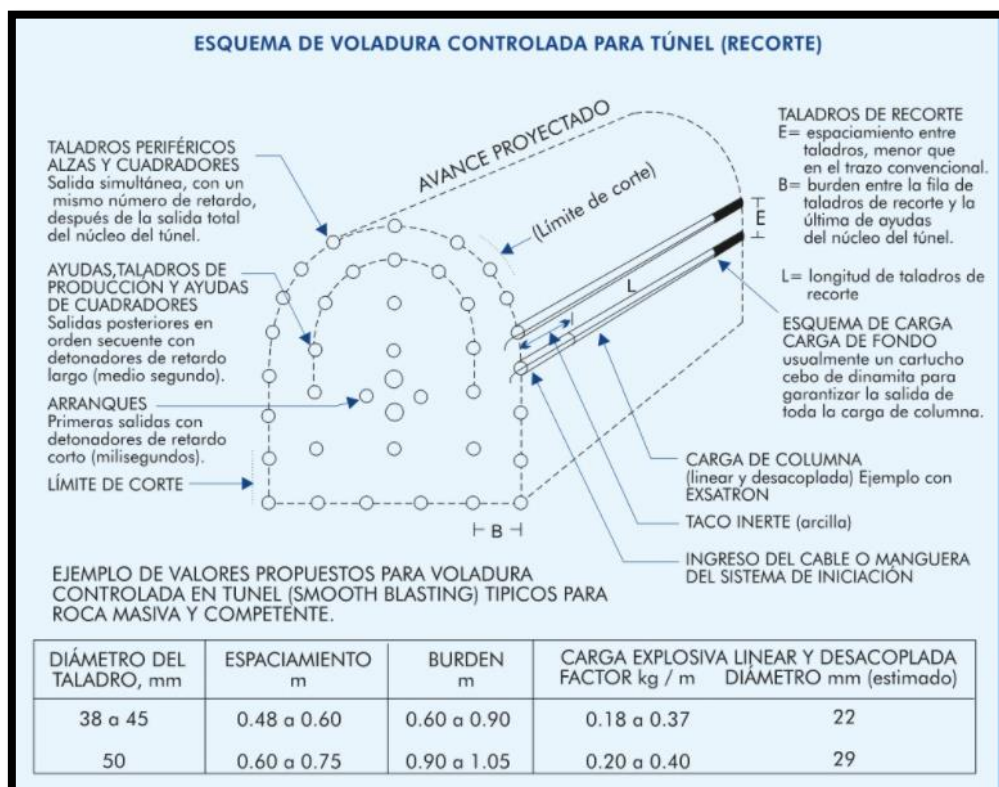 ESQUEMA DE VOLADURA CONTROLADA PARA TÚNEL (RECORTE)
TALADROS PERIFÉRICOS
ALZAS Y CUADRADORES
Salida simultánea, con un
mismo número de retardo,
después de la salida total
del núcleo del túnel.
AYUDAS,TALADROS DE
PRODUCCIÓN Y AYUDAS
DE CUADRADORES
Salidas posteriores en
orden secuente con
detonadores de retardo
largo (medio segundo).
ARRANQUES
Primeras salidas con
detonadores de retardo
corto (milisegundos).
LÍMITE DE CORTE
AVANCE PROYECTADO
(Límite de corte)
E
L
B
TALADROS DE RECORTE
E= espaciamiento entre
taladros, menor que
en el trazo convencional.
B= burden entre la fila de
taladros de recorte y la
última de ayudas
del núcleo del túnel.
L= longitud de taladros de
recorte
ESQUEMA DE CARGA
CARGA DE FONDO
usualmente un cartucho
cebo de dinamita para
garantizar la salida de
toda la carga de columna.
CARGA DE COLUMNA
(linear y desacoplada) Ejemplo con
EXSATRON
TACO INERTE (arcilla)
INGRESO DEL CABLE O MANGUERA
DEL SISTEMA DE INICIACIÓN
EJEMPLO DE VALORES PROPUESTOS PARA VOLADURA
CONTROLADA EN TUNEL (SMOOTH BLASTING) TIPICOS PARA
ROCA MASIVA Y COMPETENTE.
DIÁMETRO DEL TALADRO, mm
ESPACIAMIENTO m
BURDEN m
CARGA EXPLOSIVA LINEAR Y DESACOPLADA
FACTOR kg / m DIÁMETRO mm (estimado)
38 a 45 0.48 a 0.60 0.60 a 0.90 0.18 a 0.37 22
50 0.60 a 0.75 0.90 a 1.05 0.20 a 0.40 29